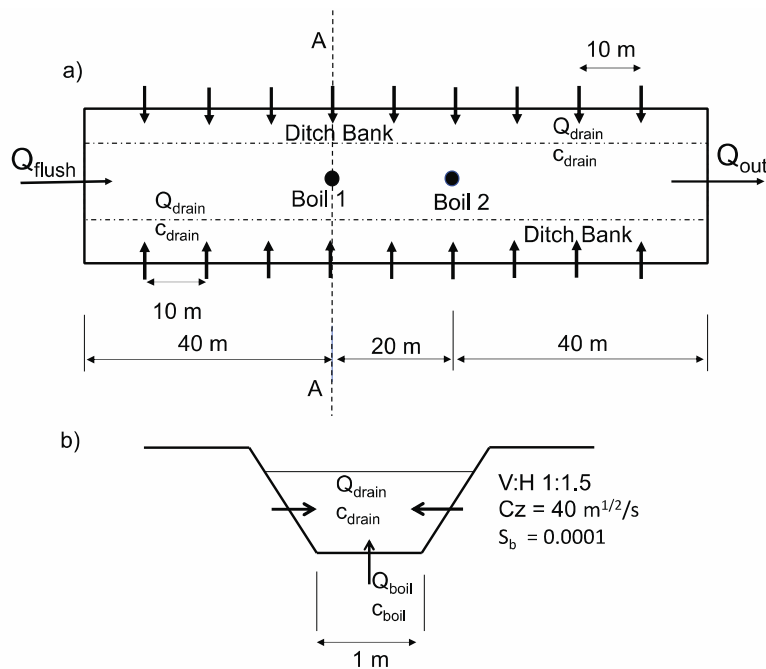 A
10 m
a)
Ditch Bank
Q_drain
c_drain
Q_flush
Q_out
Boil 1
Boil 2
Q_drain
c_drain
Ditch Bank
10 m
40 m
20 m
40 m
A
b)
Q_drain
c_drain
V:H 1:1.5
Cz = 40 m^1/2/s
S_b = 0.0001
Q_boil
c_boil
1 m